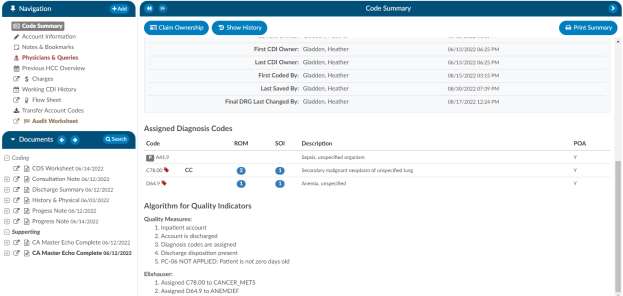 Navigation
+ Add
Code Summary
Account Information
Notes & Bookmarks
Physicians & Queries
Previous HCC Overview
$ Charges
Working CDI History
Flow Sheet
Transfer Account Codes
Audit Worksheet
Documents
Search
Coding
CDS Worksheet 06/14/2022
Consultation Note 06/12/2022
Discharge Summary 06/12/2022
History & Physical 06/03/2022
Progess Note 06/12/2022
Progress Note 06/14/2022
Supporting
CA Master Echo Complete 06/12/2022
CA Master Echo Complete 06/12/2022
Code Summary
Claim Ownership
Show History
Print Summary
First CDI Owner: Gladden, Heather 06/13/2022 06:25 PM
Last CDI Owner: Gladden, Heather 06/13/2022 06:25 PM
First Coded By: Gladden, Heather 08/15/2022 03:15 PM
Last Saved By: Gladden, Heather 08/30/2022 07:09 PM
Final DRG Last Changed By: Gladden, Heather 08/17/2022 12:24 PM
Assigned Diagnosis Codes
Code ROM SOI Description POA
P A41.9 Sepsis, unspecified organism Y
C78.00 CC 2 Secondary malignant neoplasm of unspecified lung Y
D64.9 1 1 Anemia, unspecified Y
Algorithm for Quality Indicators
Quality Measures:
1. Inpatient account
2. Account is discharged
3. Diagnosis codes are assigned
4. Discharge disposition present
5. PC-06 NOT APPLIED: Patient is not zero days old
Elixhauser:
1. Assigned C78.00 to CANCER_METS
2. Assigned D64.9 to ANEMDEF